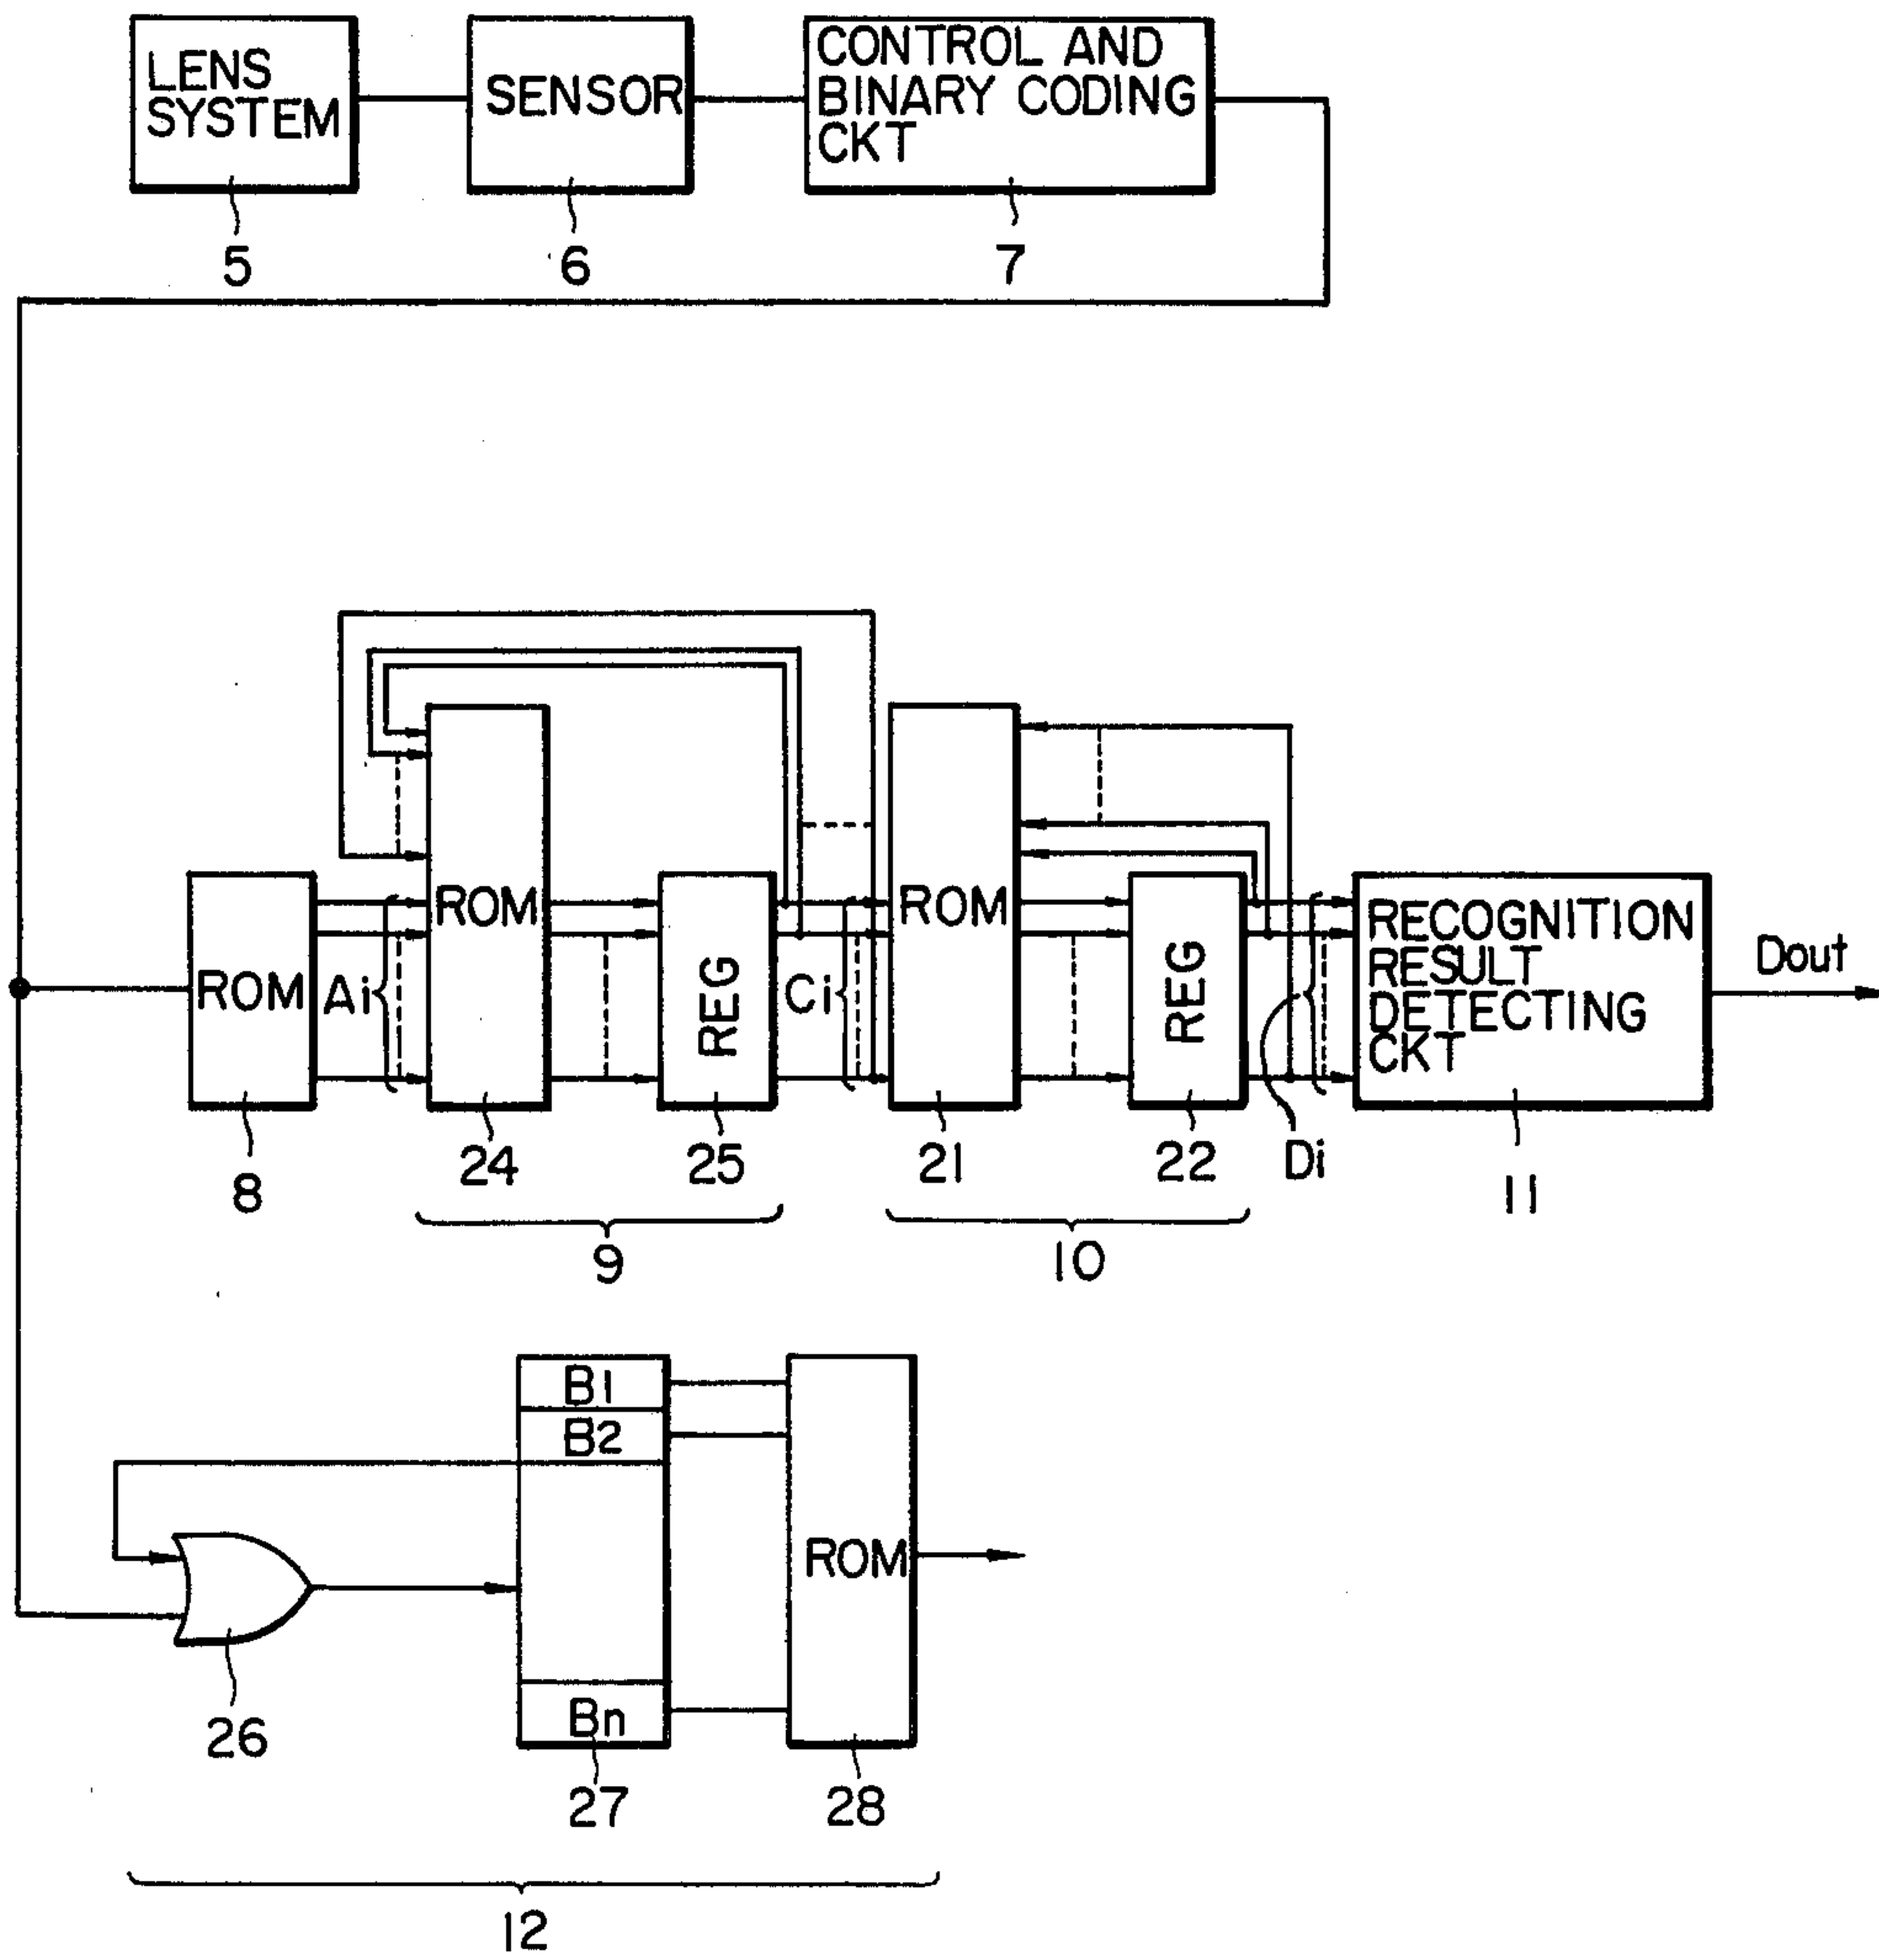 LENS
SYSTEM
SENSOR
CONTROL AND
BINARY CODING
CKT
5
6
7
ROM
Ai
ROM
REG
Ci
ROM
REG
RECOGNITION
RESULT
DETECTING
CKT
Dout
8
24
25
21
22
Di
11
9
10
B1
B2
Bn
ROM
26
27
28
12